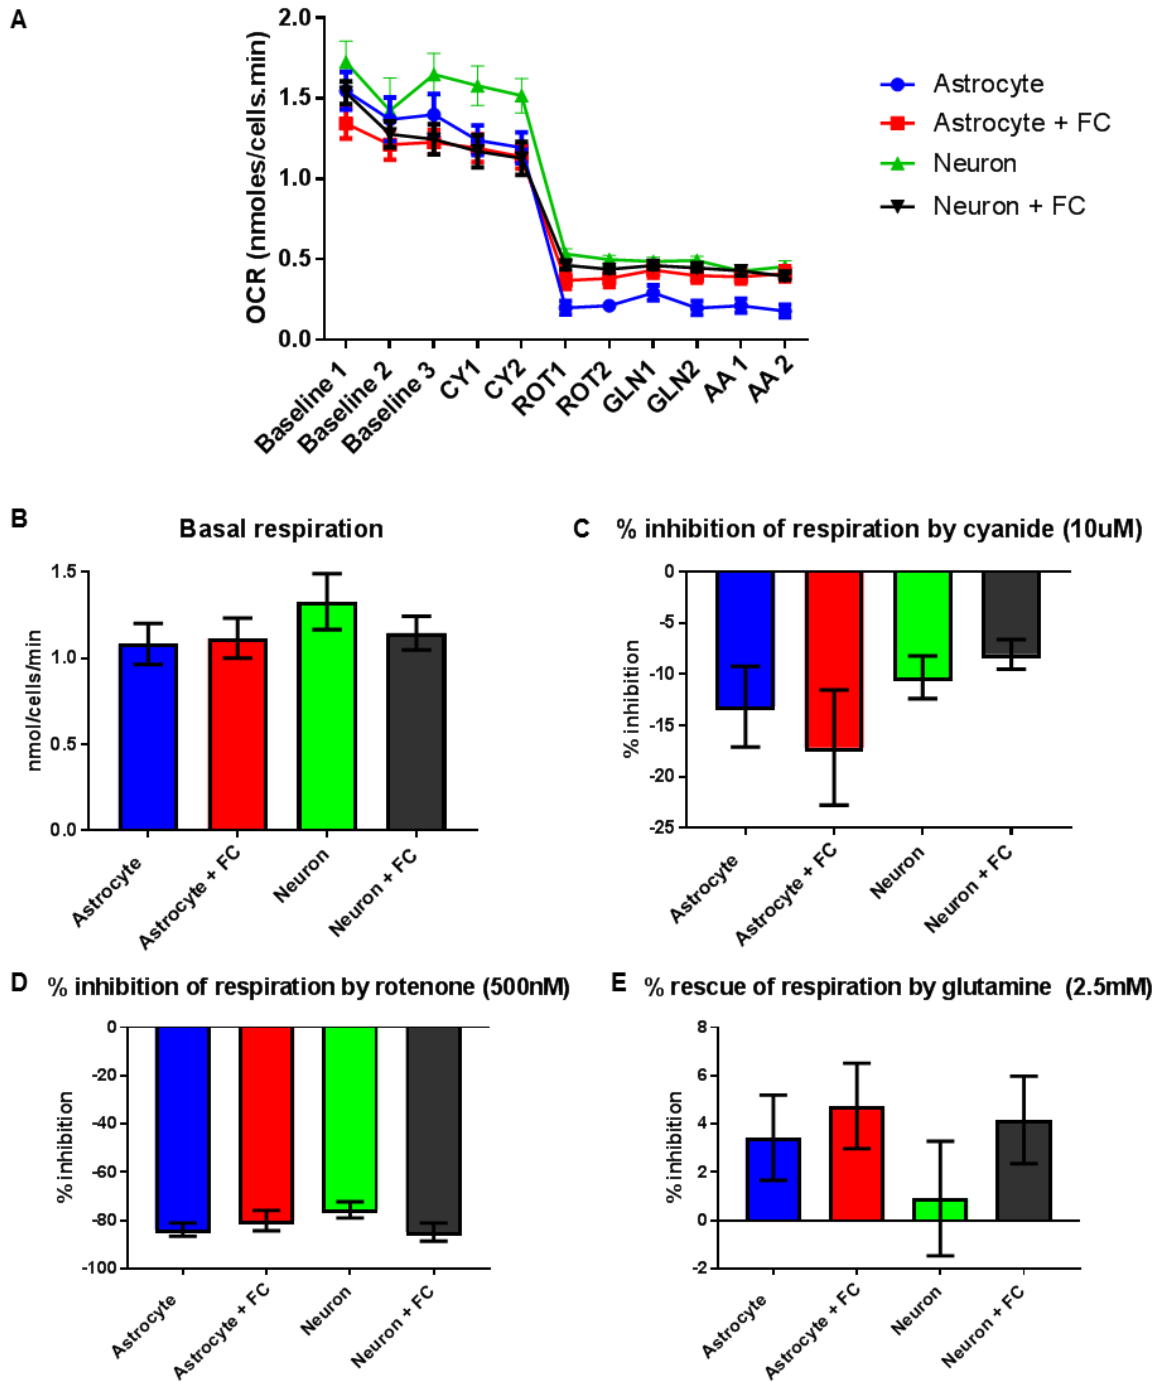 A
OCR (nmoles/cells.min)
2.0
1.5
1.0
0.5
0.0
Baseline 1
Baseline 2
Baseline 3
CY1
CY2
ROT1
ROT2
GLN1
GLN2
AA 1
AA 2
Astrocyte
Astrocyte + FC
Neuron
Neuron + FC
B
Basal respiration
nmol/cells/min
1.5
1.0
0.5
0.0
Astrocyte
Astrocyte + FC
Neuron
Neuron + FC
C % inhibition of respiration by cyanide (10uM)
% inhibition
0
-5
-10
-15
-20
-25
Astrocyte
Astrocyte + FC
Neuron
Neuron + FC
D % inhibition of respiration by rotenone (500nM)
% inhibition
0
-20
-40
-60
-80
-100
Astrocyte
Astrocyte + FC
Neuron
Neuron + FC
E % rescue of respiration by glutamine (2.5mM)
% inhibition
8
6
4
2
0
-2
Astrocyte
Astrocyte + FC
Neuron
Neuron + FC